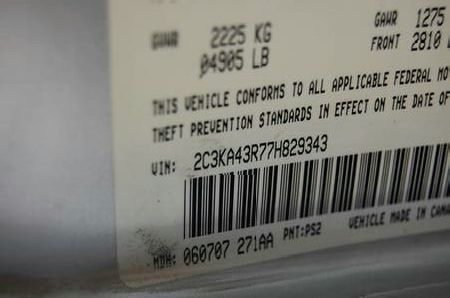 GVWR 2225 KG GAWR 1275
04905 LB FRONT 2810
THIS VEHICLE CONFORMS TO ALL APPLICABLE FEDERAL MO
THEFT PREVENTION STANDARDS IN EFFECT ON THE DATE OF
VIN: 2C3KA43R77H829343
VEHICLE MADE IN CANA
MDH: 060707 271AA PNT:PS2